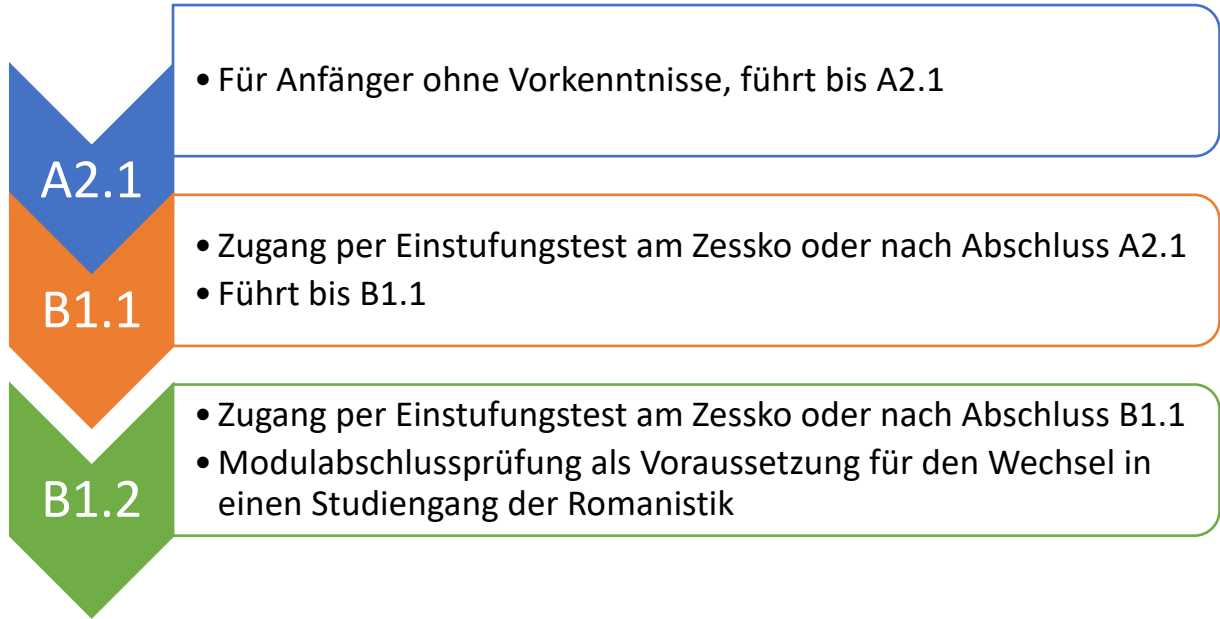 A2.1
• Für Anfänger ohne Vorkenntnisse, führt bis A2.1
B1.1
• Zugang per Einstufungstest am Zessko oder nach Abschluss A2.1
• Führt bis B1.1
B1.2
• Zugang per Einstufungstest am Zessko oder nach Abschluss B1.1
• Modulabschlussprüfung als Voraussetzung für den Wechsel in
einen Studiengang der Romanistik